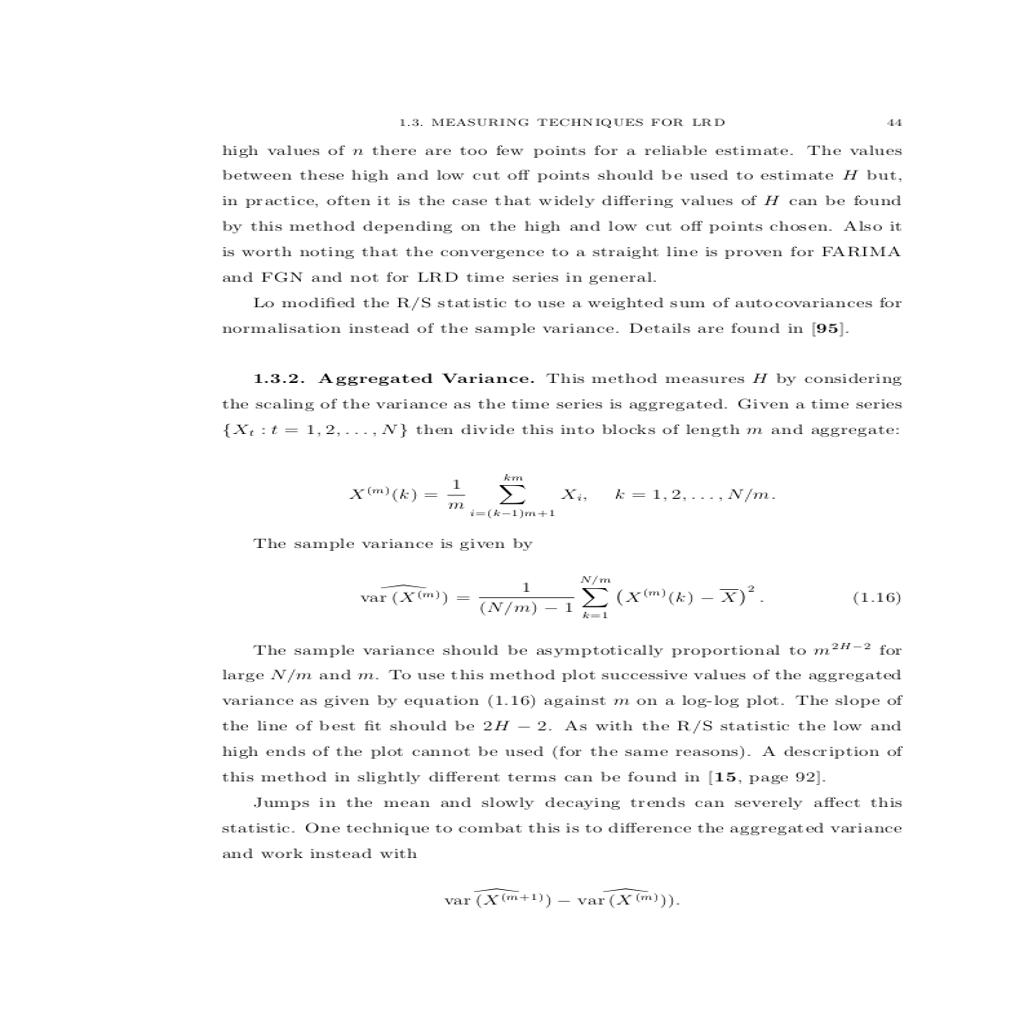 1.3. MEASURING TECHNIQUES FOR LRD 44
high values of n there are too few points for a reliable estimate. The values
between these high and low cut off points should be used to estimate H but,
in practice, often it is the case that widely differing values of H can be found
by this method depending on the high and low cut off points chosen. Also it
is worth noting that the convergence to a straight line is proven for FARIMA
and FGN and not for LRD time series in general.
Lo modified the R/S statistic to use a weighted sum of autocovariances for
normalisation instead of the sample variance. Details are found in [95].
1.3.2. Aggregated Variance. This method measures H by considering
the scaling of the variance as the time series is aggregated. Given a time series
{X_t : t = 1, 2, . . . , N} then divide this into blocks of length m and aggregate:
X^{(m)}(k) = \frac{1}{m} \sum_{i=(k-1)m+1}^{km} X_i, k = 1, 2, . . . , N/m.
The sample variance is given by
\widehat{var (X^{(m)})} = \frac{1}{(N/m) - 1} \sum_{k=1}^{N/m} (X^{(m)}(k) - \overline{X})^2 . (1.16)
The sample variance should be asymptotically proportional to m^{2H-2} for
large N/m and m. To use this method plot successive values of the aggregated
variance as given by equation (1.16) against m on a log-log plot. The slope of
the line of best fit should be 2H − 2. As with the R/S statistic the low and
high ends of the plot cannot be used (for the same reasons). A description of
this method in slightly different terms can be found in [15, page 92].
Jumps in the mean and slowly decaying trends can severely affect this
statistic. One technique to combat this is to difference the aggregated variance
and work instead with
\widehat{var (X^{(m+1)})} − \widehat{var (X^{(m)})}).